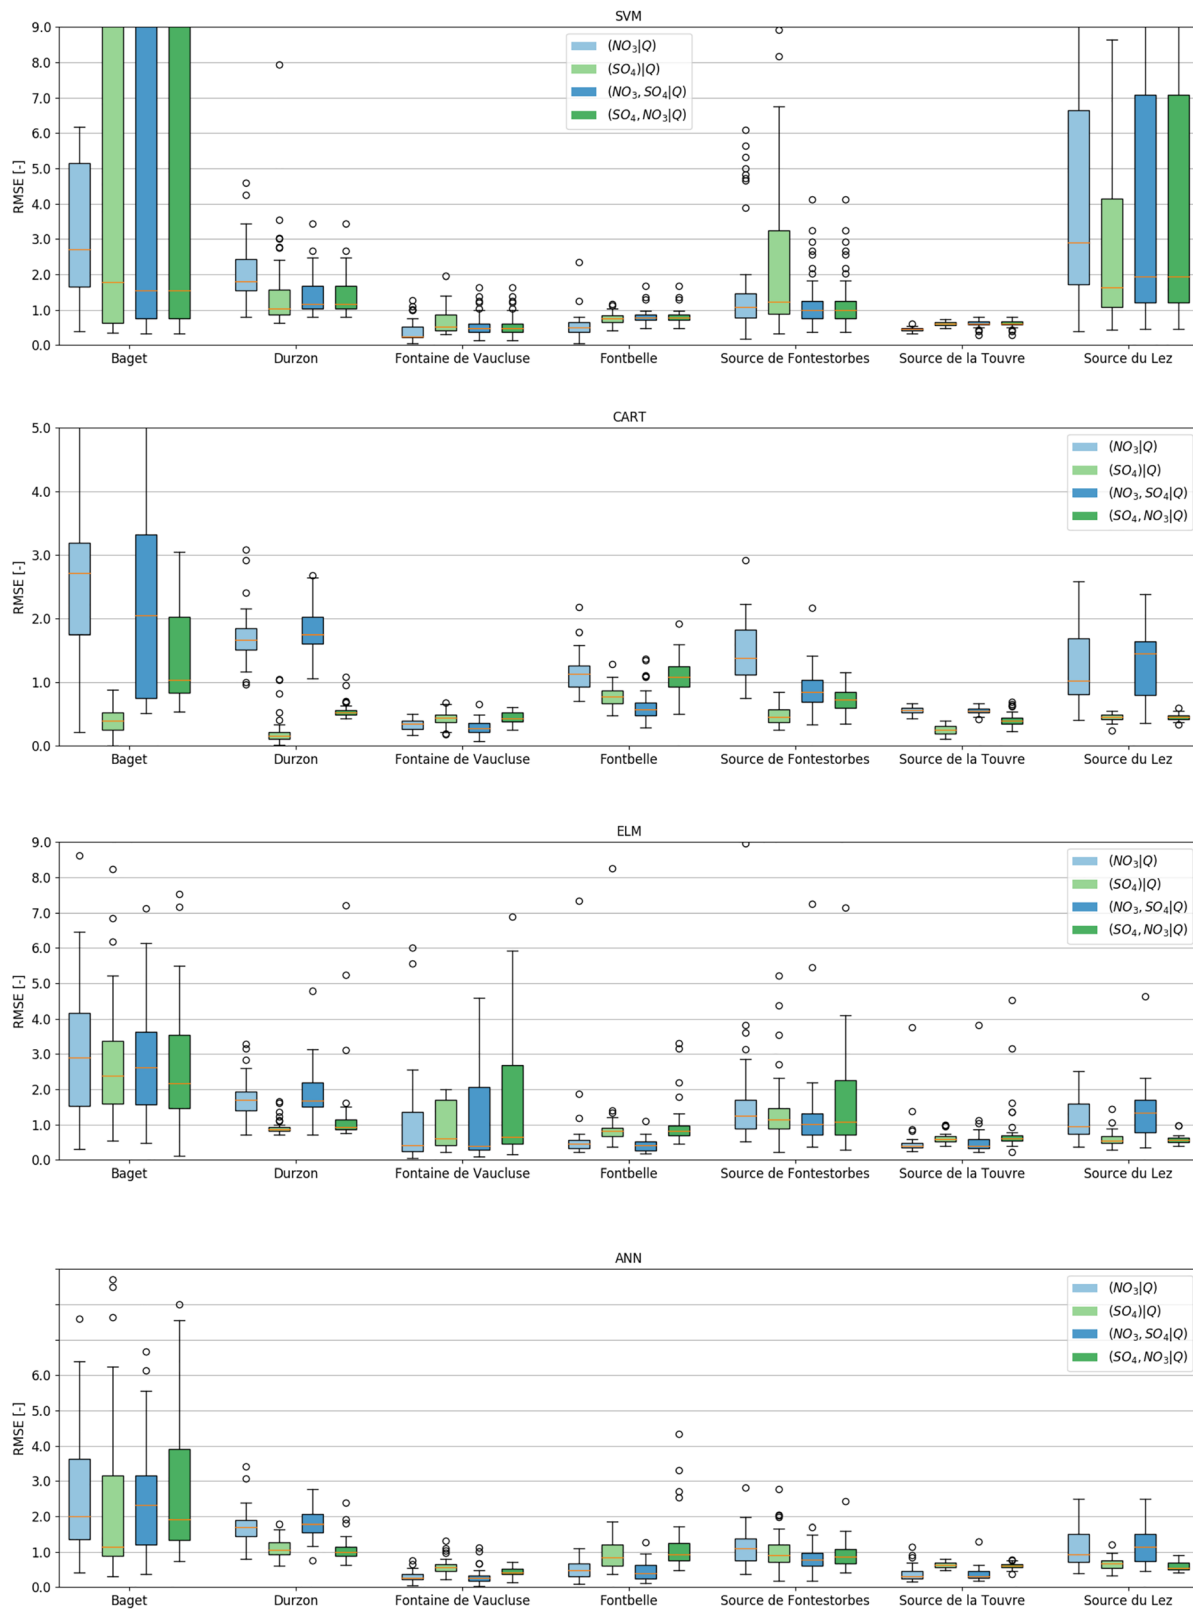 SVM
9.0
8.0
7.0
6.0
5.0
4.0
3.0
2.0
1.0
0.0
RMSE [-]
(NO₃|Q)
(SO₄)|Q)
(NO₃, SO₄|Q)
(SO₄, NO₃|Q)
Baget Durzon Fontaine de Vaucluse Fontbelle Source de Fontestorbes Source de la Touvre Source du Lez
CART
5.0
4.0
3.0
2.0
1.0
0.0
RMSE [-]
(NO₃|Q)
(SO₄)|Q)
(NO₃, SO₄|Q)
(SO₄, NO₃|Q)
Baget Durzon Fontaine de Vaucluse Fontbelle Source de Fontestorbes Source de la Touvre Source du Lez
ELM
9.0
8.0
7.0
6.0
5.0
4.0
3.0
2.0
1.0
0.0
RMSE [-]
(NO₃|Q)
(SO₄)|Q)
(NO₃, SO₄|Q)
(SO₄, NO₃|Q)
Baget Durzon Fontaine de Vaucluse Fontbelle Source de Fontestorbes Source de la Touvre Source du Lez
ANN
6.0
5.0
4.0
3.0
2.0
1.0
0.0
RMSE [-]
(NO₃|Q)
(SO₄)|Q)
(NO₃, SO₄|Q)
(SO₄, NO₃|Q)
Baget Durzon Fontaine de Vaucluse Fontbelle Source de Fontestorbes Source de la Touvre Source du Lez